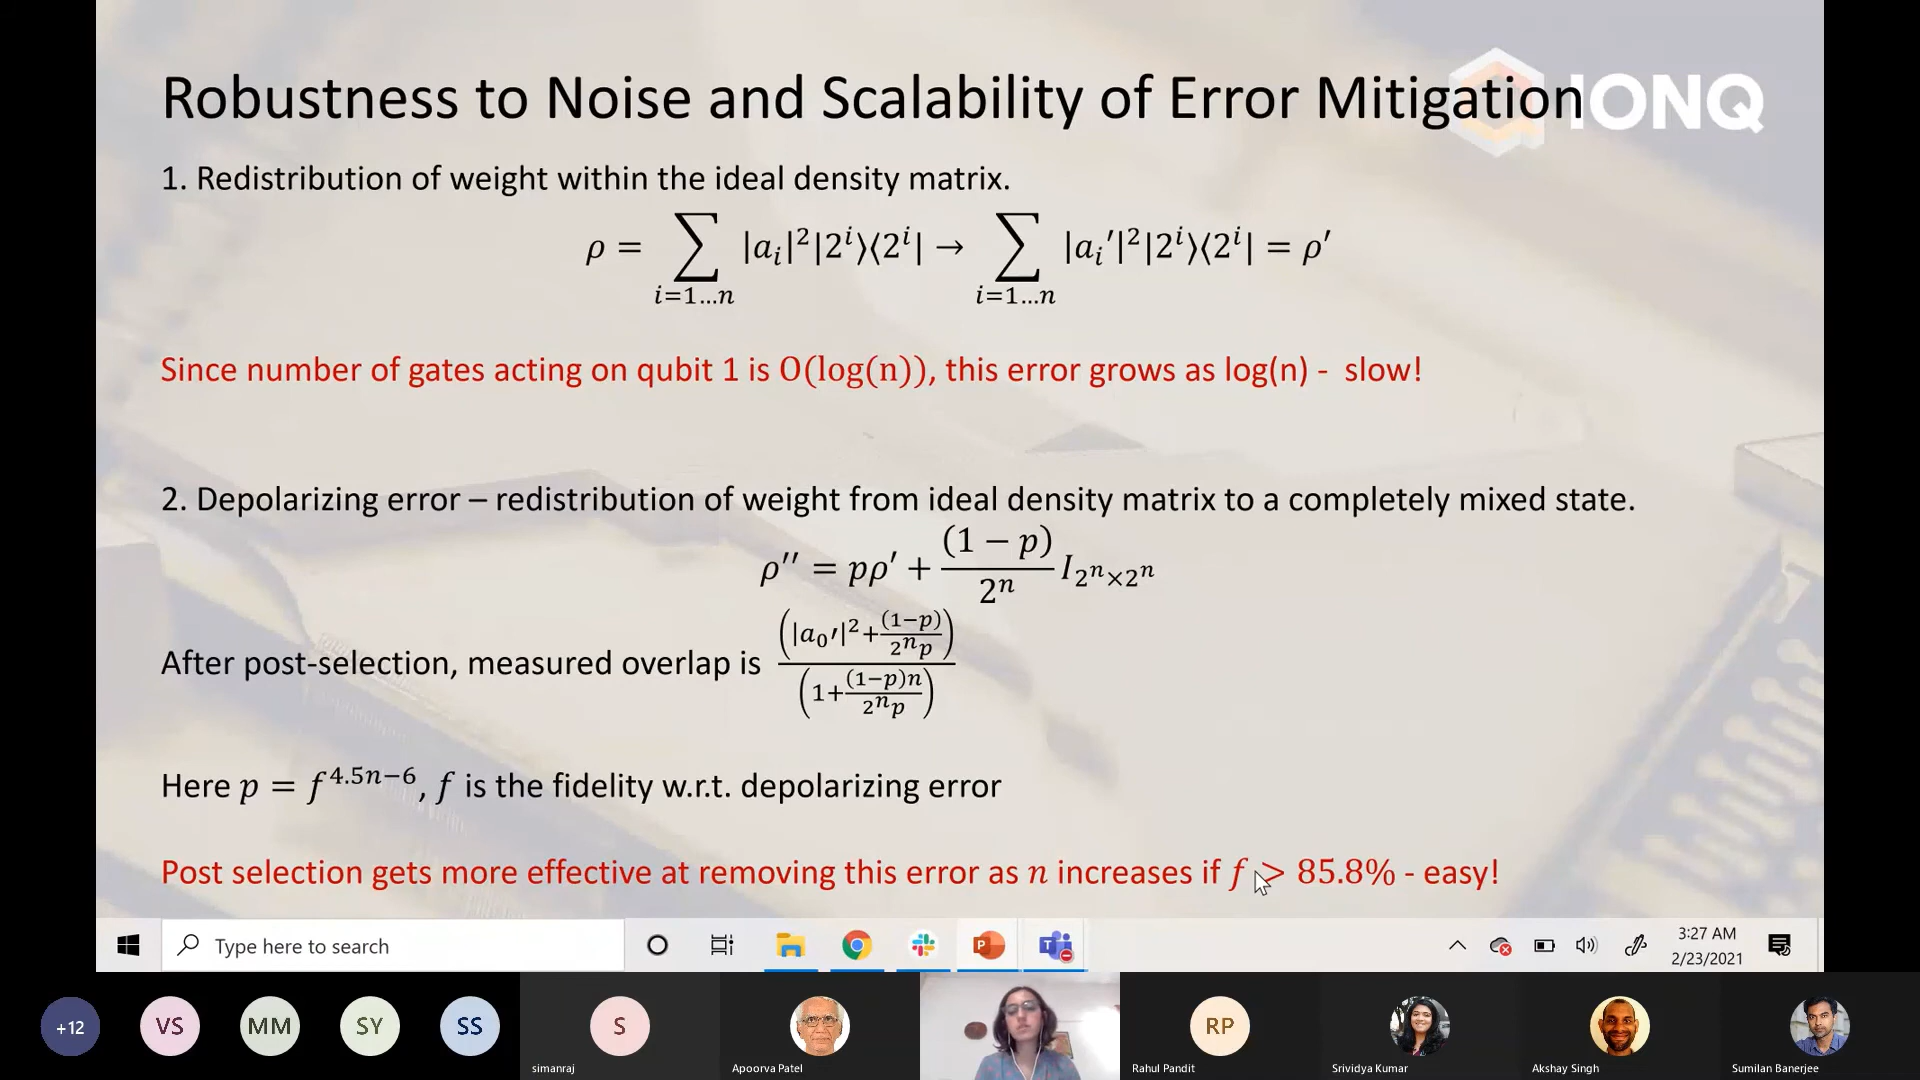 Robustness to Noise and Scalability of Error Mitigation
IONQ
1. Redistribution of weight within the ideal density matrix.
ρ = ∑_{i=1…n} |a_i|²|2^i⟩⟨2^i| → ∑_{i=1…n} |a_i′|²|2^i⟩⟨2^i| = ρ′
Since number of gates acting on qubit 1 is O(log(n)), this error grows as log(n) - slow!
2. Depolarizing error – redistribution of weight from ideal density matrix to a completely mixed state.
ρ′′ = pρ′ + \frac{(1 − p)}{2^n} I_{2^n×2^n}
After post-selection, measured overlap is \frac{(|a_0′|²+\frac{(1−p)}{2^n p})}{(1+\frac{(1−p)n}{2^n p})}
Here p = f^{4.5n−6}, f is the fidelity w.r.t. depolarizing error
Post selection gets more effective at removing this error as n increases if f > 85.8% - easy!
Type here to search
3:27 AM
2/23/2021
+12
VS
MM
SY
SS
S
RP
simanraj
Apoorva Patel
Rahul Pandit
Srividya Kumar
Akshay Singh
Sumilan Banerjee